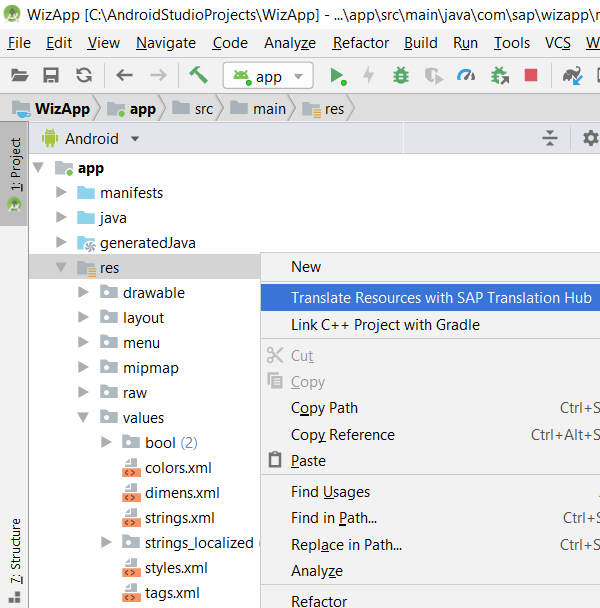 WizApp [C:\AndroidStudioProjects\WizApp] - ...\app\src\main\java\com\sap\wizapp\
File Edit View Navigate Code Analyze Refactor Build Run Tools VCS
app
WizApp app src main res
Android
1: Project
app
manifests
java
generatedJava
res
drawable
layout
menu
mipmap
raw
values
bool (2)
colors.xml
dimens.xml
strings.xml
strings_localized (
styles.xml
tags.xml
7: Structure
New
Translate Resources with SAP Translation Hub
Link C++ Project with Gradle
Cut
Copy
Copy Path Ctrl+S
Copy Reference Ctrl+Alt+S
Paste
Find Usages
Find in Path... Ctrl+S
Replace in Path... Ctrl+S
Analyze
Refactor